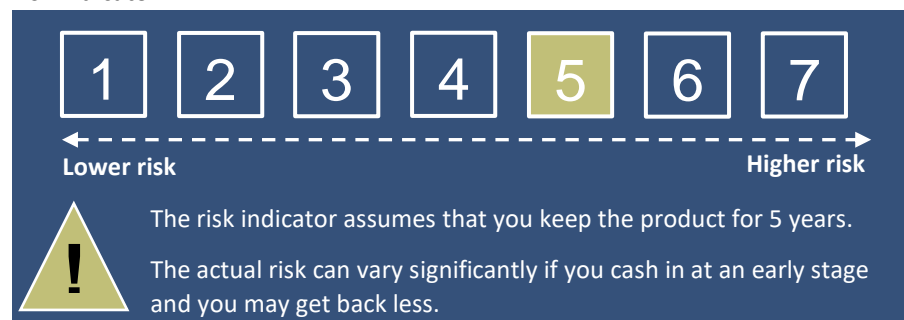 1 2 3 4 5 6 7
Lower risk Higher risk
The risk indicator assumes that you keep the product for 5 years.
!
The actual risk can vary significantly if you cash in at an early stage
and you may get back less.